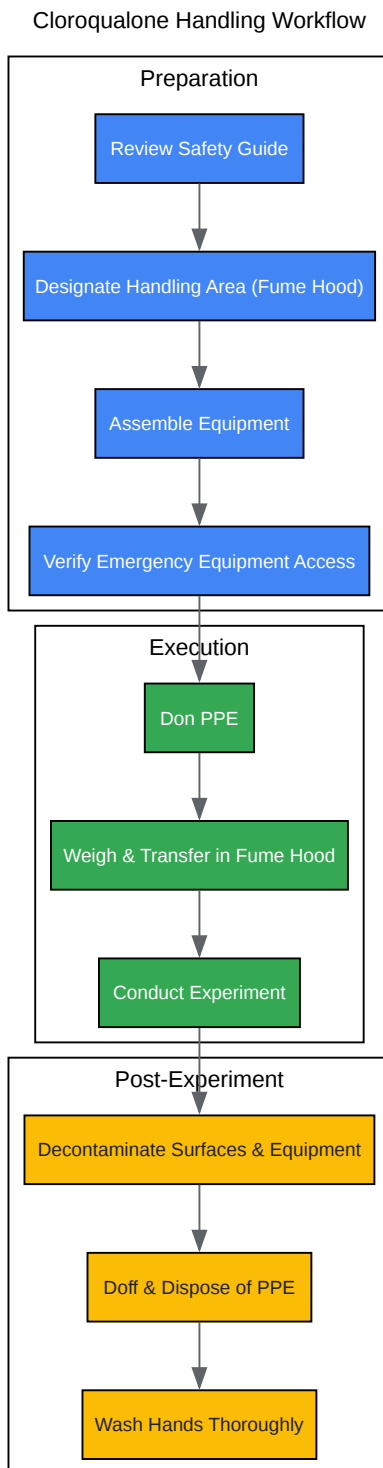 Cloroqualone Handling Workflow
Preparation
Review Safety Guide
Designate Handling Area (Fume Hood)
Assemble Equipment
Verify Emergency Equipment Access
Execution
Don PPE
Weigh & Transfer in Fume Hood
Conduct Experiment
Post-Experiment
Decontaminate Surfaces & Equipment
Doff & Dispose of PPE
Wash Hands Thoroughly